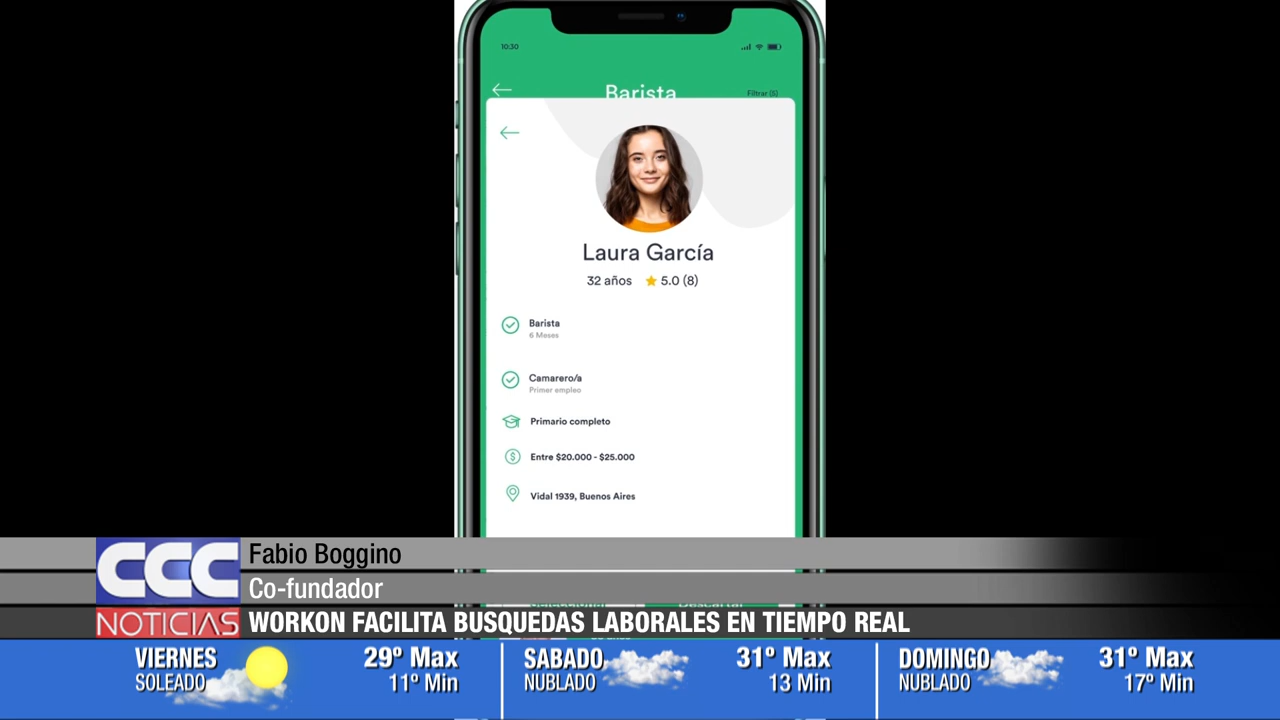 10:30
Barista
Filtrar (5)
Laura García
32 años 5.0 (8)
Barista
6 Meses
Camarero/a
Primer empleo
Primario completo
Entre $20.000 - $25.000
Vidal 1939, Buenos Aires
Seleccionar
Descartar
CCC
NOTICIAS
Fabio Boggino
Co-fundador
WORKON FACILITA BUSQUEDAS LABORALES EN TIEMPO REAL
VIERNES 29º Max
SOLEADO 11º Min
SABADO 31º Max
NUBLADO 13 Min
DOMINGO 31º Max
NUBLADO 17º Min